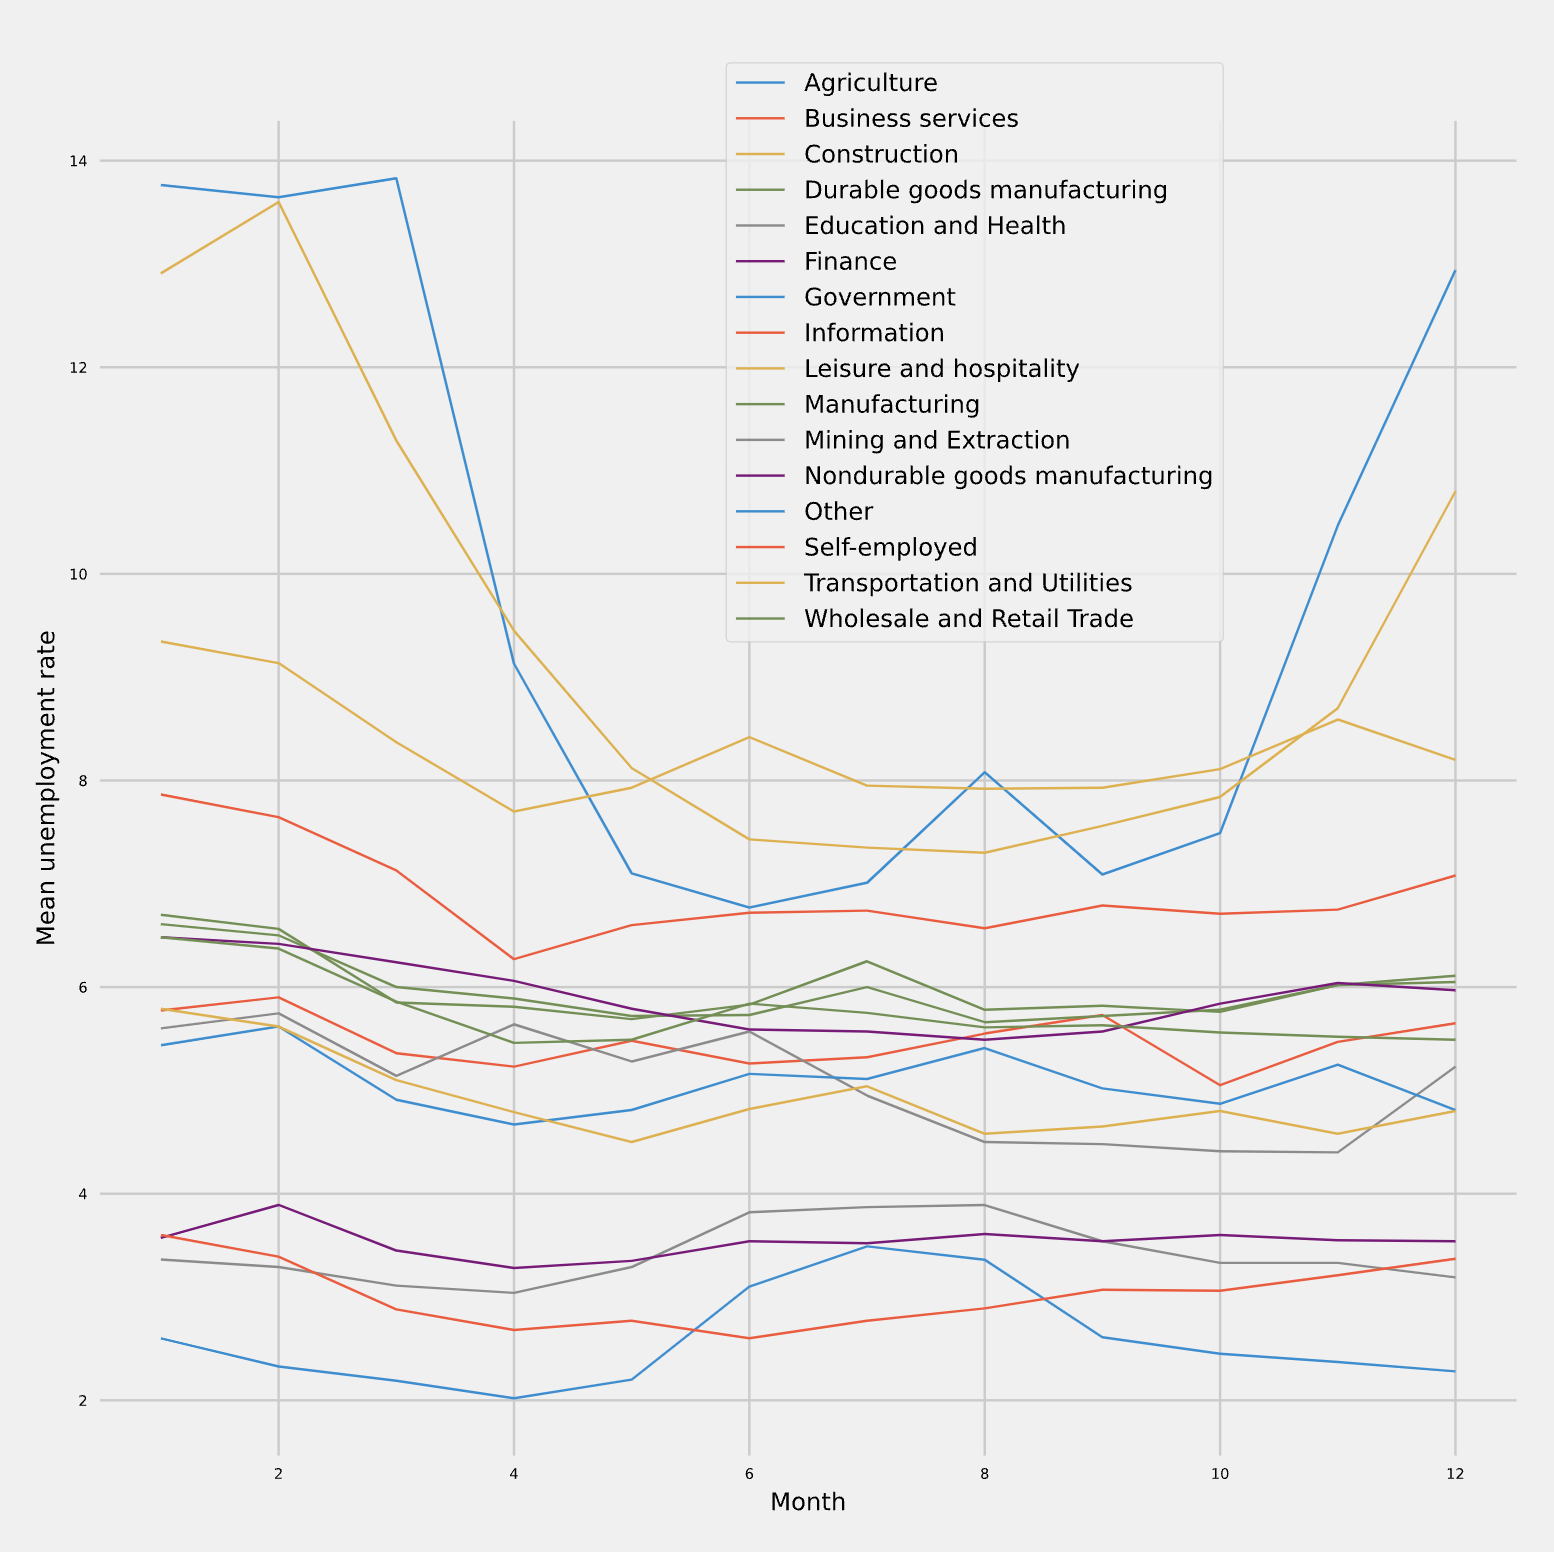 Agriculture
Business services
Construction
Durable goods manufacturing
Education and Health
Finance
Government
Information
Leisure and hospitality
Manufacturing
Mining and Extraction
Nondurable goods manufacturing
Other
Self-employed
Transportation and Utilities
Wholesale and Retail Trade
14
12
10
8
6
4
2
Mean unemployment rate
2 4 6 8 10 12
Month